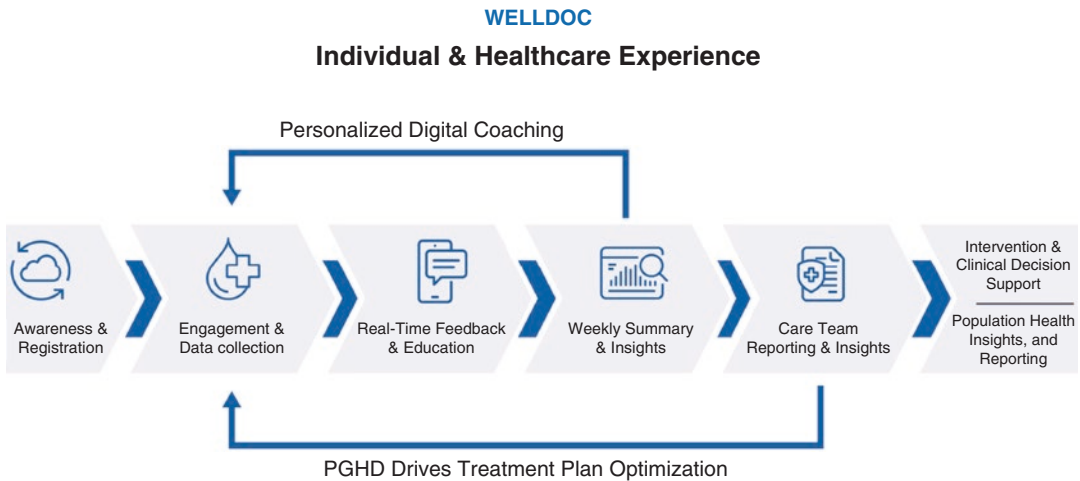 WELLDOC
Individual & Healthcare Experience
Personalized Digital Coaching
Awareness &
Registration
Engagement &
Data collection
Real-Time Feedback
& Education
Weekly Summary
& Insights
Care Team
Reporting & Insights
Intervention &
Clinical Decision
Support
Population Health
Insights, and
Reporting
PGHD Drives Treatment Plan Optimization